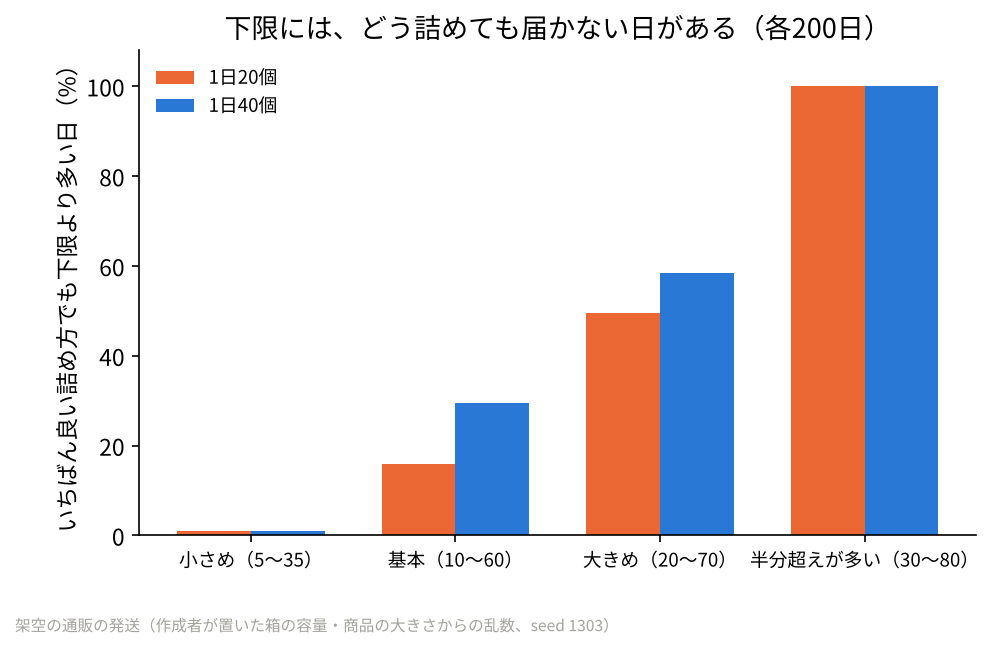 下限には、どう詰めても届かない日がある（各200日）
いちばん良い詰め方でも下限より多い日（%）
100
80
60
40
20
0
1日20個
1日40個
小さめ（5～35）
基本（10～60）
大きめ（20～70）
半分超えが多い（30～80）
架空の通販の発送（作成者が置いた箱の容量・商品の大きさからの乱数、seed 1303）